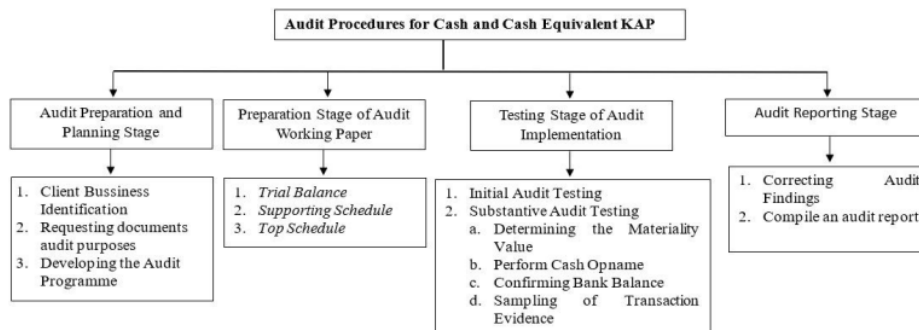 Audit Procedures for Cash and Cash Equivalent KAP
Audit Preparation and
Planning Stage
Preparation Stage of Audit
Working Paper
Testing Stage of Audit
Implementation
Audit Reporting Stage
1. Client Bussiness
Identification
2. Requesting documents
audit purposes
3. Developing the Audit
Programme
1. Trial Balance
2. Supporting Schedule
3. Top Schedule
1. Initial Audit Testing
2. Substantive Audit Testing
a. Determining the Materiality
Value
b. Perform Cash Opname
c. Confirming Bank Balance
d. Sampling of Transaction
Evidence
1. Correcting Audit
Findings
2. Compile an audit report